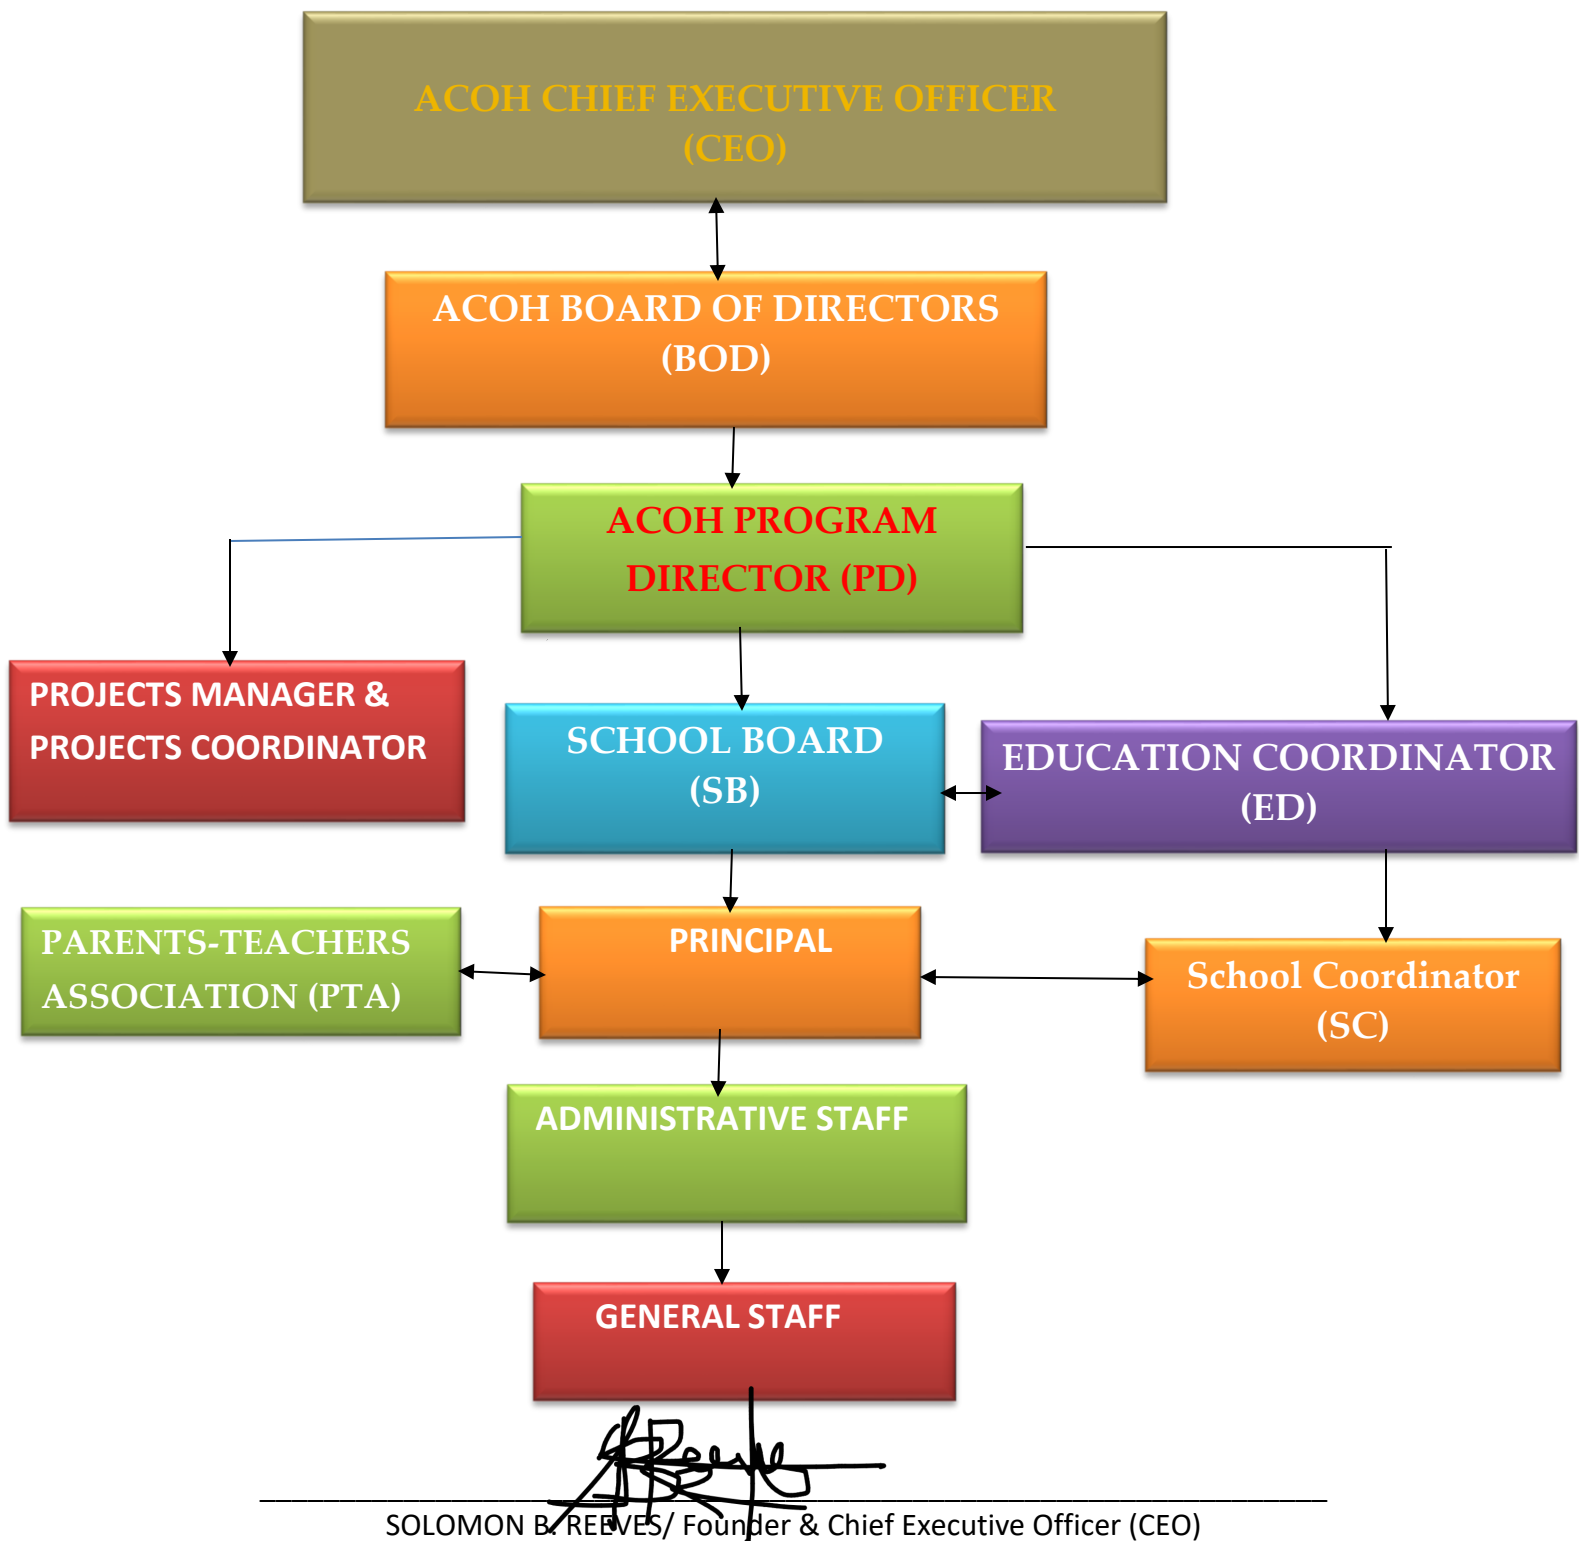 ACOH CHIEF EXECUTIVE OFFICER
(CEO)
ACOH BOARD OF DIRECTORS
(BOD)
ACOH PROGRAM
DIRECTOR (PD)
PROJECTS MANAGER &
PROJECTS COORDINATOR
SCHOOL BOARD
(SB)
EDUCATION COORDINATOR
(ED)
PARENTS-TEACHERS
ASSOCIATION (PTA)
PRINCIPAL
School Coordinator
(SC)
ADMINISTRATIVE STAFF
GENERAL STAFF
SOLOMON B. REEVES/ Founder & Chief Executive Officer (CEO)